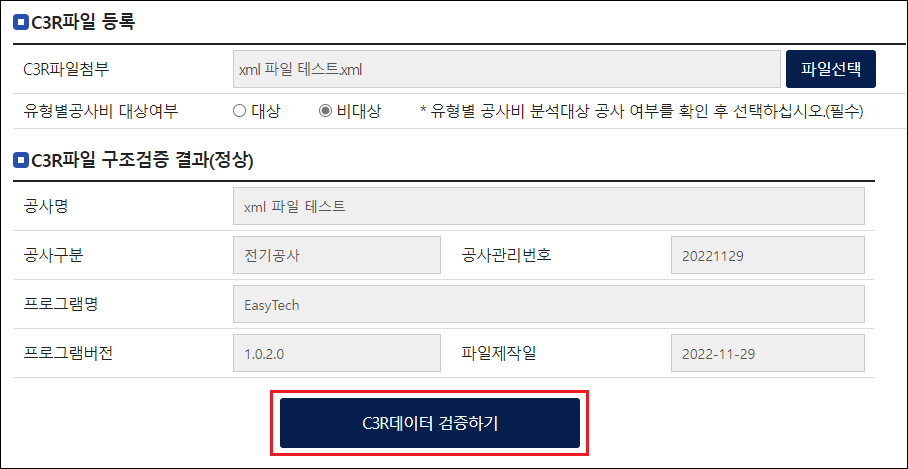 C3R파일 등록
C3R파일첨부 xml 파일 테스트.xml 파일선택
유형별공사비 대상여부 대상 비대상 * 유형별 공사비 분석대상 공사 여부를 확인 후 선택하십시오.(필수)
C3R파일 구조검증 결과(정상)
공사명 xml 파일 테스트
공사구분 전기공사 공사관리번호 20221129
프로그램명 EasyTech
프로그램버전 1.0.2.0 파일제작일 2022-11-29
C3R데이터 검증하기